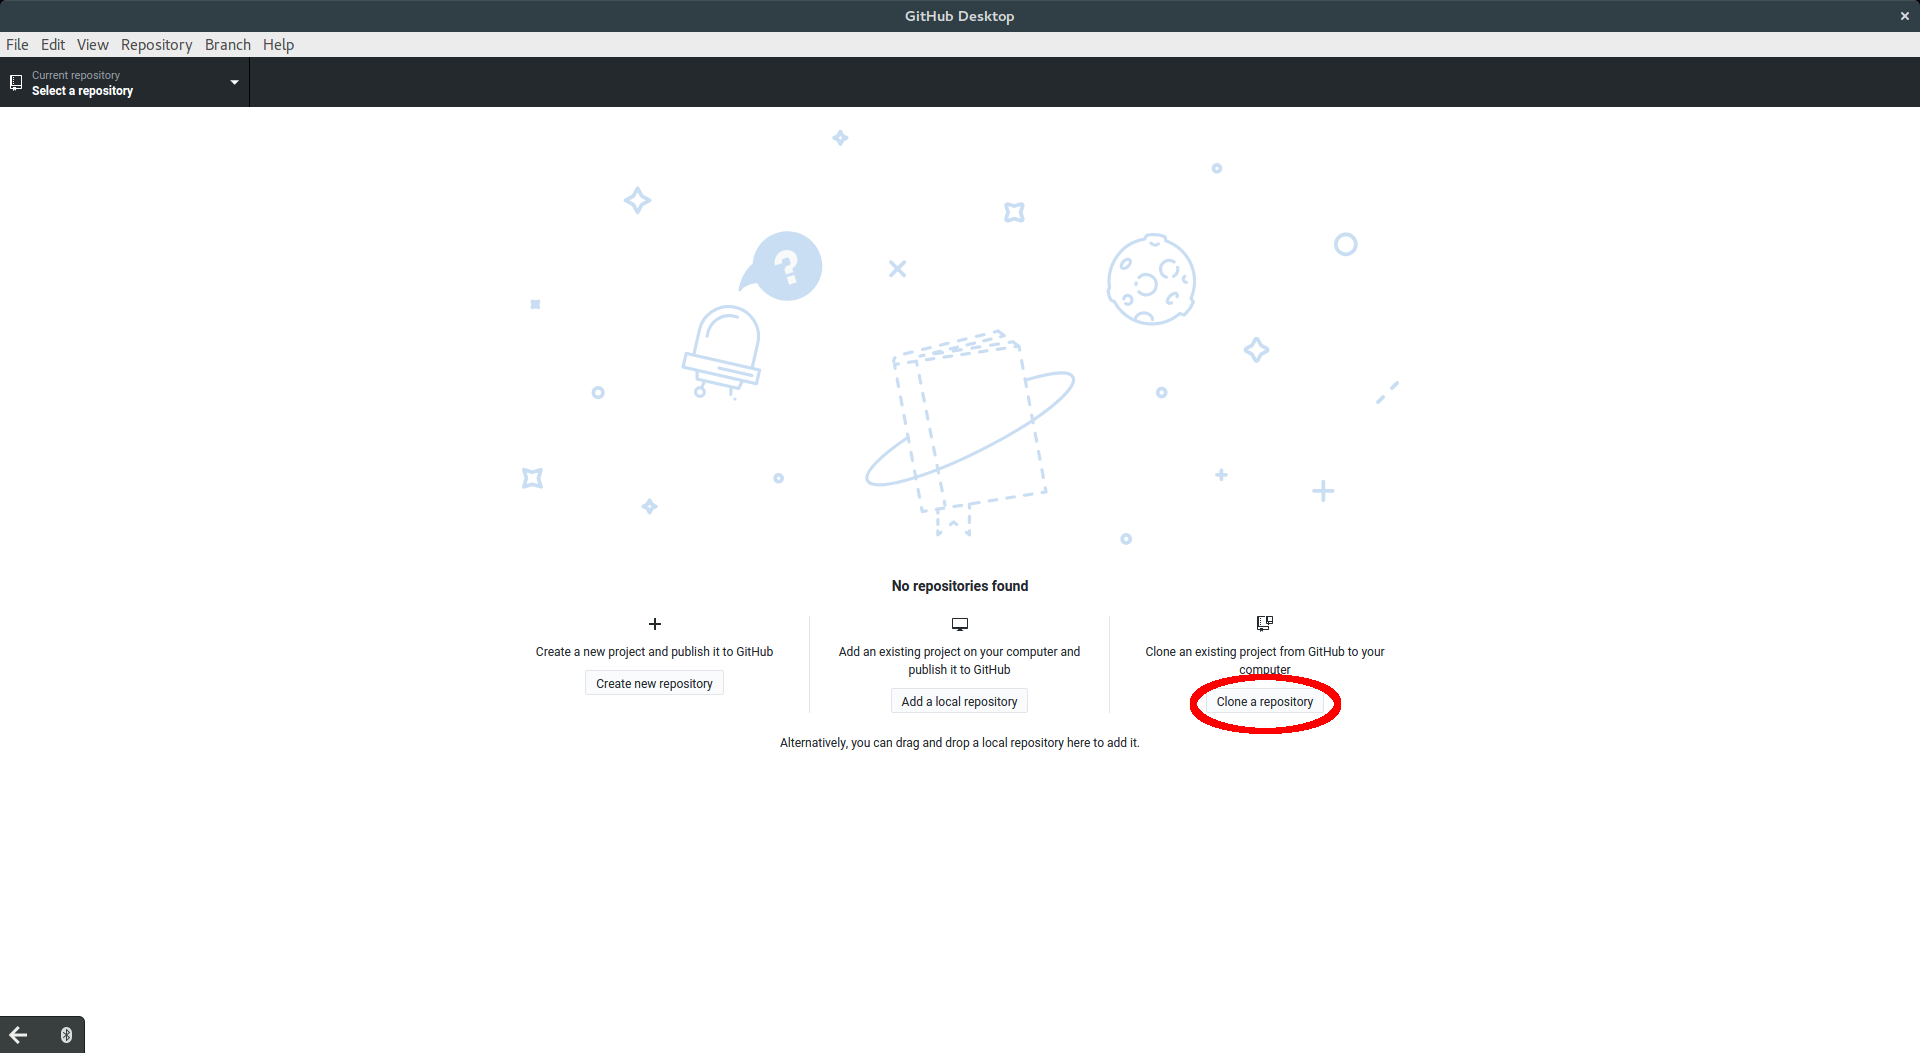 GitHub Desktop
File Edit View Repository Branch Help
Current repository
Select a repository
?
No repositories found
Create a new project and publish it to GitHub
Create new repository
Add an existing project on your computer and
publish it to GitHub
Add a local repository
Clone an existing project from GitHub to your
computer
Clone a repository
Alternatively, you can drag and drop a local repository here to add it.